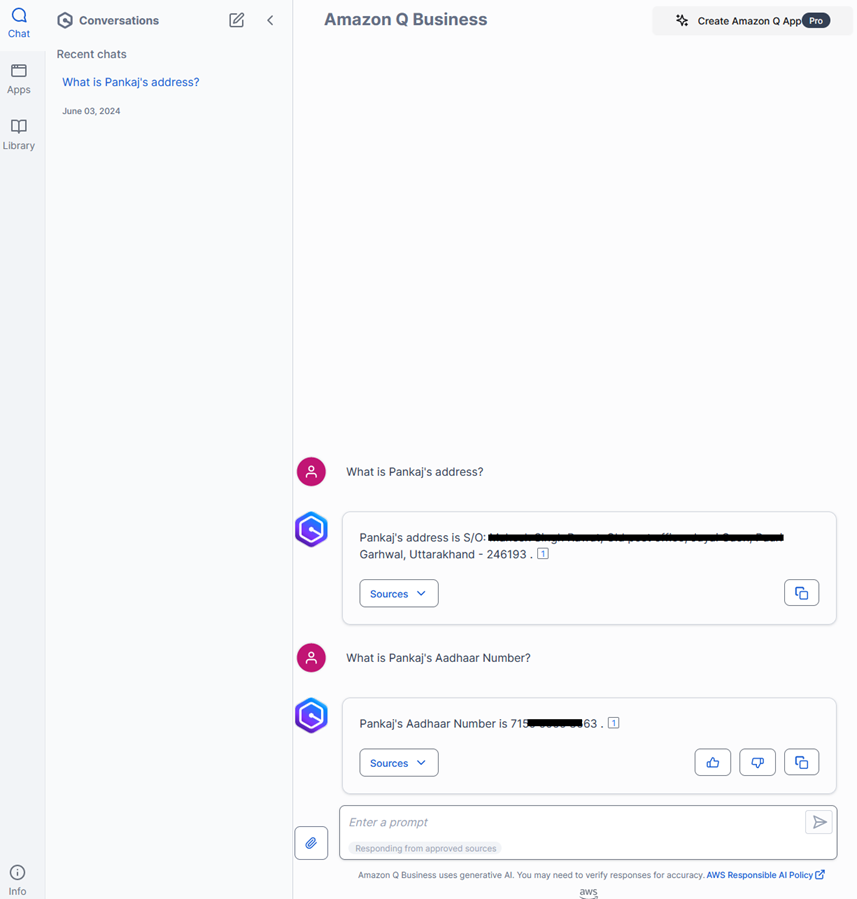 Chat
Apps
Library
Info
Conversations
Recent chats
What is Pankaj's address?
June 03, 2024
Amazon Q Business
Create Amazon Q App Pro
What is Pankaj's address?
Pankaj's address is S/O:
Garhwal, Uttarakhand - 246193 . 1
Sources
What is Pankaj's Aadhaar Number?
Pankaj's Aadhaar Number is 715 63 . 1
Sources
Enter a prompt
Responding from approved sources
Amazon Q Business uses generative AI. You may need to verify responses for accuracy. AWS Responsible AI Policy
aws